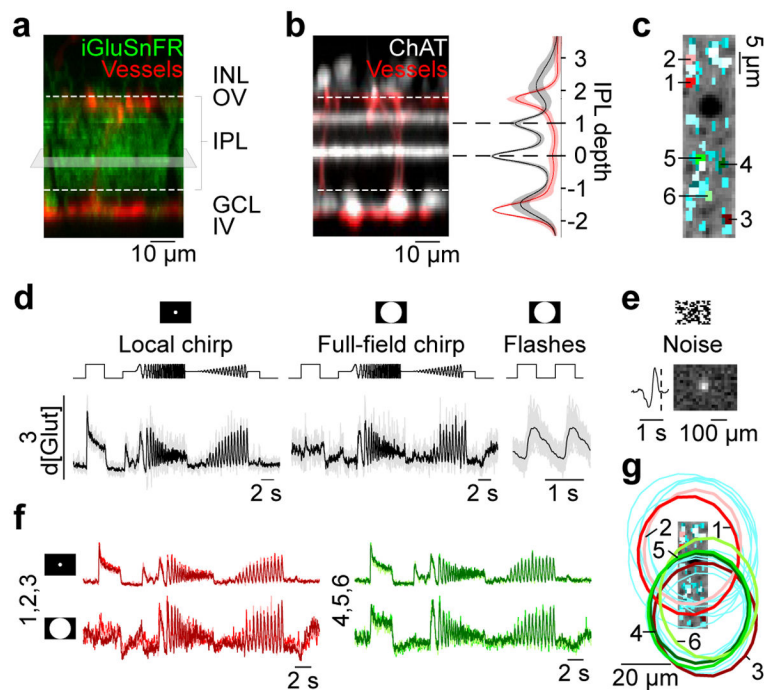 a
iGluSnFR
Vessels
INL
OV
IPL
GCL
IV
10 µm
b
ChAT
Vessels
3
2
1
0
-1
-2
IPL depth
10 µm
c
5 µm
2
1
5
4
6
3
d
Local chirp
Full-field chirp
Flashes
3
d[Glut]
2 s
2 s
1 s
e
Noise
1 s
100 µm
f
1,2,3
2 s
4,5,6
2 s
g
2
1
5
4
6
3
20 µm